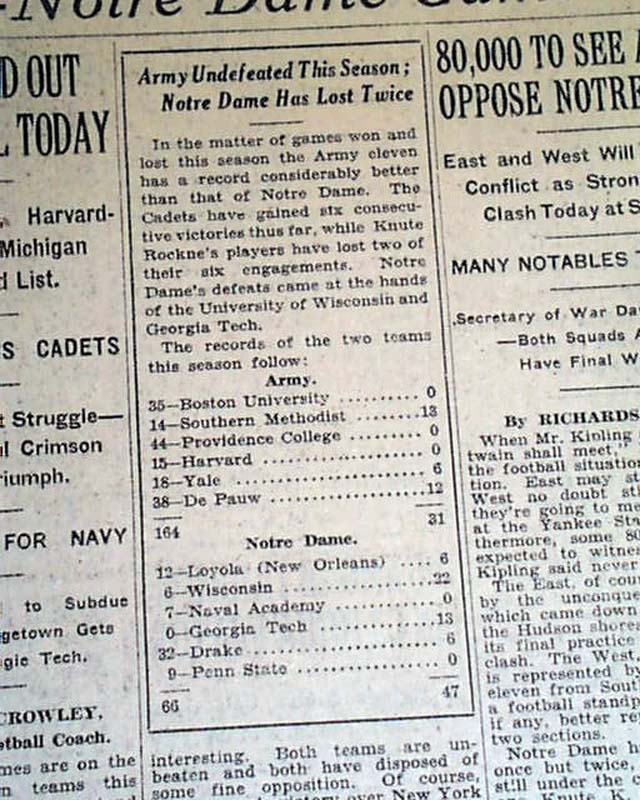 -Notre Dame
D OUT
L TODAY
Harvard-
Michigan
d List.
S CADETS
t Struggle—
ul Crimson
riumph.
FOR NAVY
to Subdue
getown Gets
gie Tech.
CROWLEY,
otball Coach.
mes are on the
n teams this
Army Undefeated This Season;
Notre Dame Has Lost Twice
In the matter of games won and
lost this season the Army eleven
has a record considerably better
than that of Notre Dame. The
Cadets have gained six consecu-
tive victories thus far, while Knute
Rockne's players have lost two of
their six engagements. Notre
Dame's defeats came at the hands
of the University of Wisconsin and
Georgia Tech.
The records of the two teams
this season follow:
Army.
35—Boston University .......... 0
14—Southern Methodist ........13
44—Providence College ........ 0
15—Harvard .................. 0
18—Yale ..................... 6
38—De Pauw ..................12
164 31
Notre Dame.
12—Loyola (New Orleans) .... 6
6—Wisconsin .................22
7—Naval Academy ............ 0
0—Georgia Tech .............13
32—Drake.................... 6
9—Penn State ............... 0
66 47
interesting. Both teams are un-
beaten and both have disposed of
some fine opposition. Of course,
over New York
80,000 TO SEE A
OPPOSE NOTRE
East and West Will
Conflict as Stron
Clash Today at S
MANY NOTABLES T
Secretary of War Da
—Both Squads A
Have Final W
By RICHARDS
When Mr. Kipling
twain shall meet,"
the football situatio
tion. East may st
West no doubt sti
they're going to me
at the Yankee Sta
thermore, some 80
expected to witnes
Kipling said never
The East, of cou
by the unconque
which came down
the Hudson shores
its final practice
clash. The West,
is represented by
eleven from Sout
a football standp
if any, better re
two sections.
Notre Dame h
once but twice,
still under the c